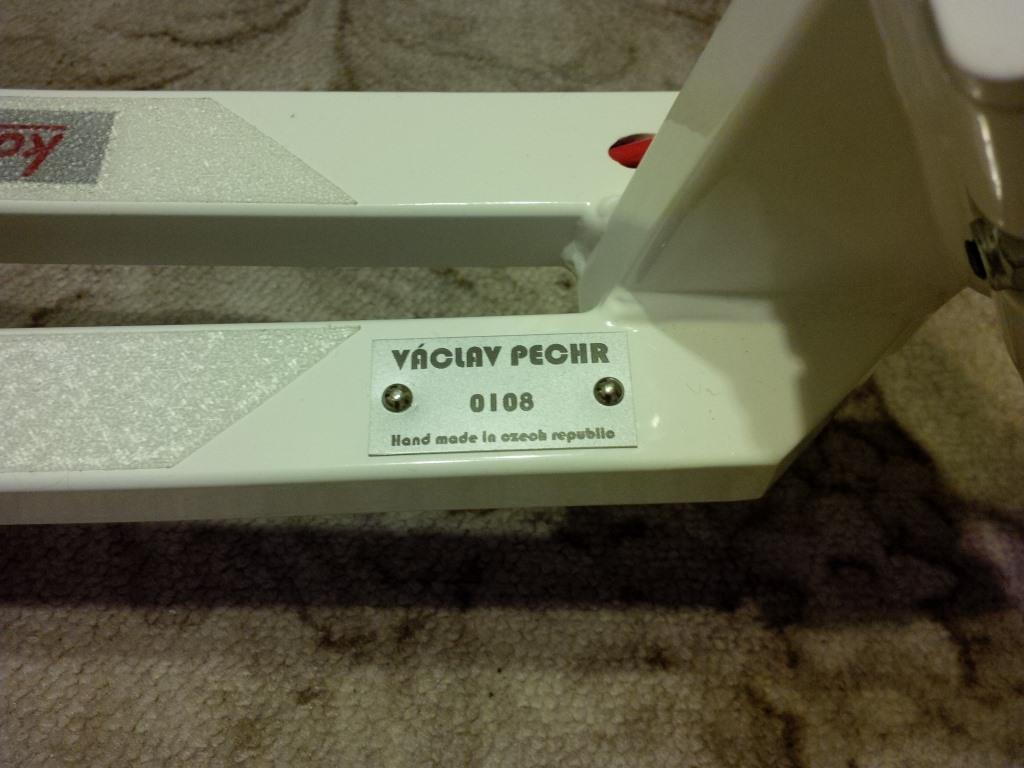 VÁCLAV PECHR
0108
Hand made in czech republic